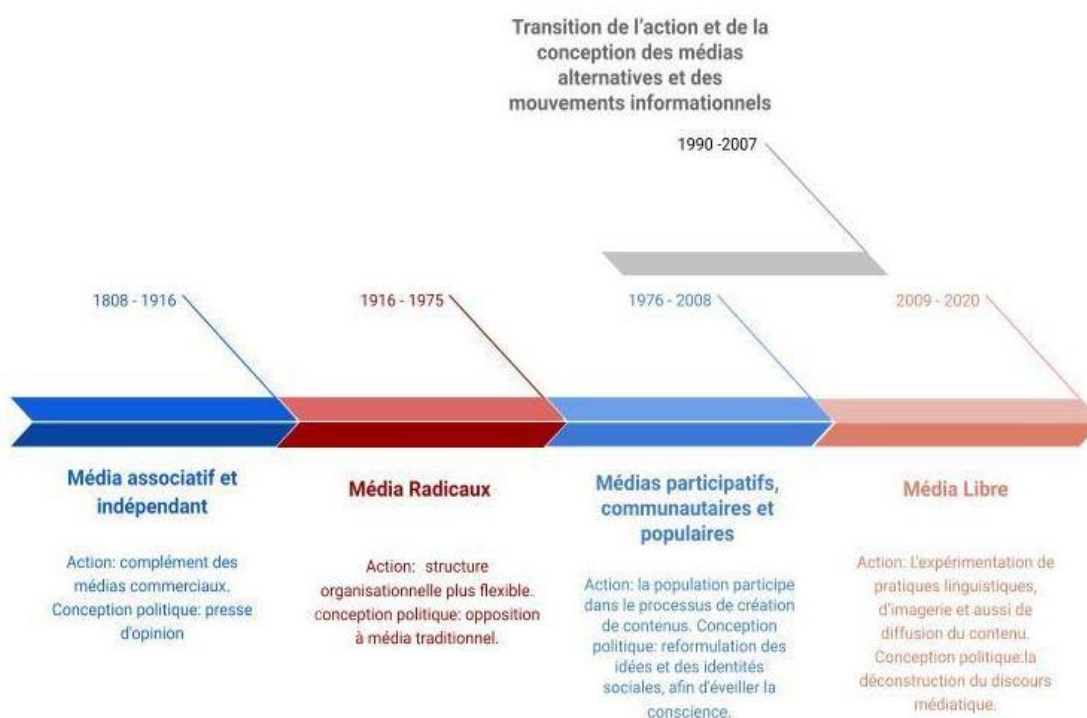 Transition de l'action et de la
conception des médias
alternatives et des
mouvements informationnels
1990 -2007
1808 - 1916
1916 - 1975
1976 - 2008
2009 - 2020
Média associatif et
indépendant
Action: complément des
médias commerciaux.
Conception politique: presse
d'opinion
Média Radicaux
Action: structure
organisationnelle plus flexible.
conception politique: opposition
à média traditionnel.
Médias participatifs,
communautaires et
populaires
Action: la population participe
dans le processus de création
de contenus. Conception
politique: reformulation des
idées et des identités
sociales, afin d'éveiller la
conscience.
Média Libre
Action: L'expérimentation de
pratiques linguistiques,
d'imagerie et aussi de
diffusion du contenu.
Conception politique:la
déconstruction du discours
médiatique.